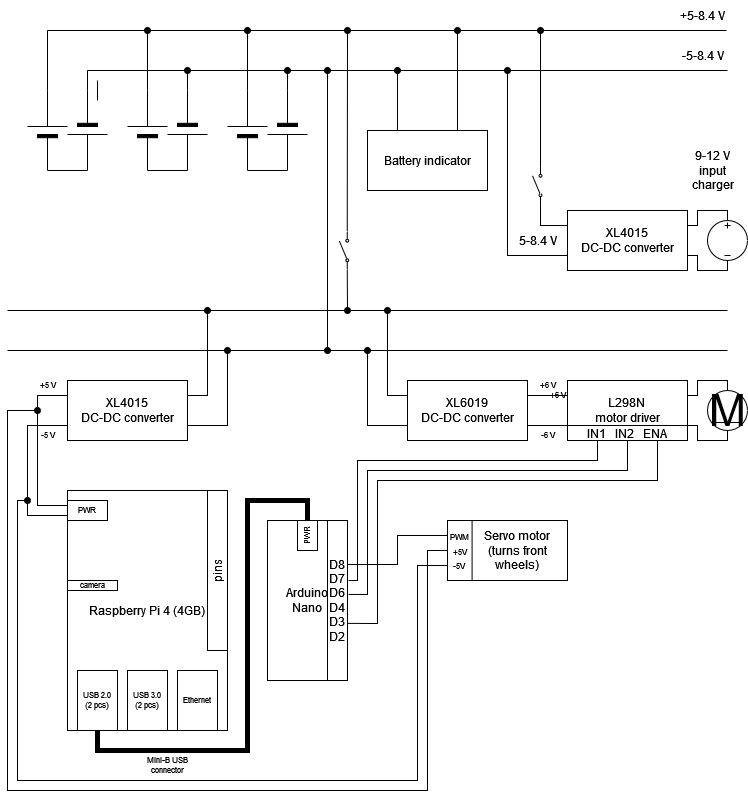 +5-8.4 V
-5-8.4 V
Battery indicator
9-12 V
input
charger
XL4015
DC-DC converter
+
−
5-8.4 V
+5 V
XL4015
DC-DC converter
-5 V
XL6019
DC-DC converter
+6 V
+6 V
-6 V
L298N
motor driver
IN1 IN2 ENA
M
PWR
pins
camera
Raspberry Pi 4 (4GB)
USB 2.0
(2 pcs)
USB 3.0
(2 pcs)
Ethernet
Mini-B USB
connector
PWR
Arduino
Nano
D8
D7
D6
D4
D3
D2
PWM
+5V
-5V
Servo motor
(turns front
wheels)